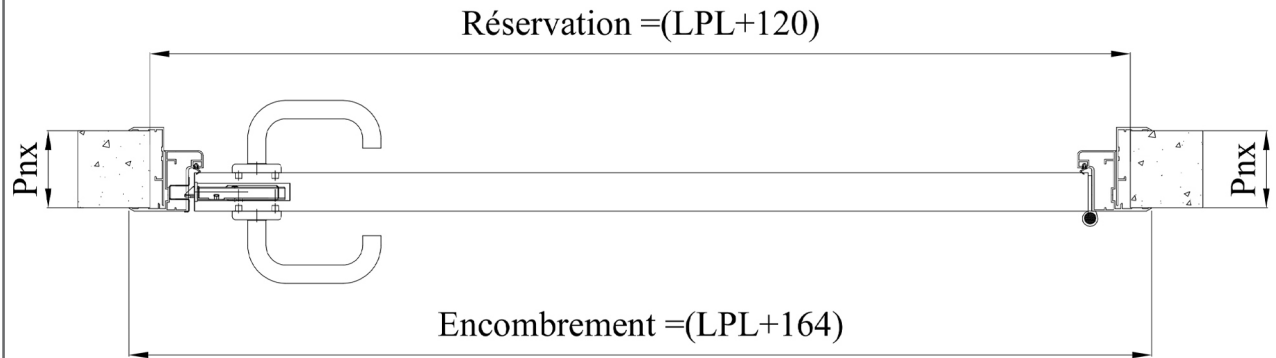 Réservation =(LPL+120)
Pnx
Pnx
Encombrement =(LPL+164)